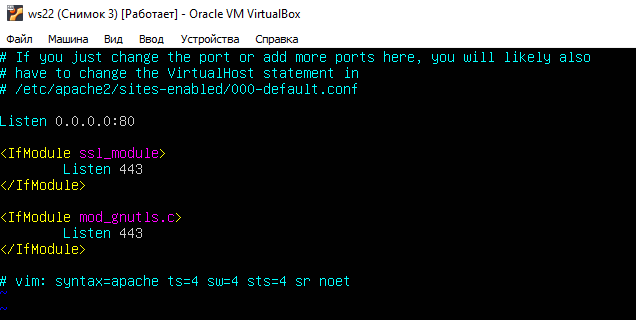 ws22 (Снимок 3) [Работает] - Oracle VM VirtualBox
Файл Машина Вид Ввод Устройства Справка
# If you just change the port or add more ports here, you will likely also
# have to change the VirtualHost statement in
# /etc/apache2/sites-enabled/000-default.conf
Listen 0.0.0.0:80
<IfModule ssl_module>
Listen 443
</IfModule>
<IfModule mod_gnutls.c>
Listen 443
</IfModule>
# vim: syntax=apache ts=4 sw=4 sts=4 sr noet
~
~